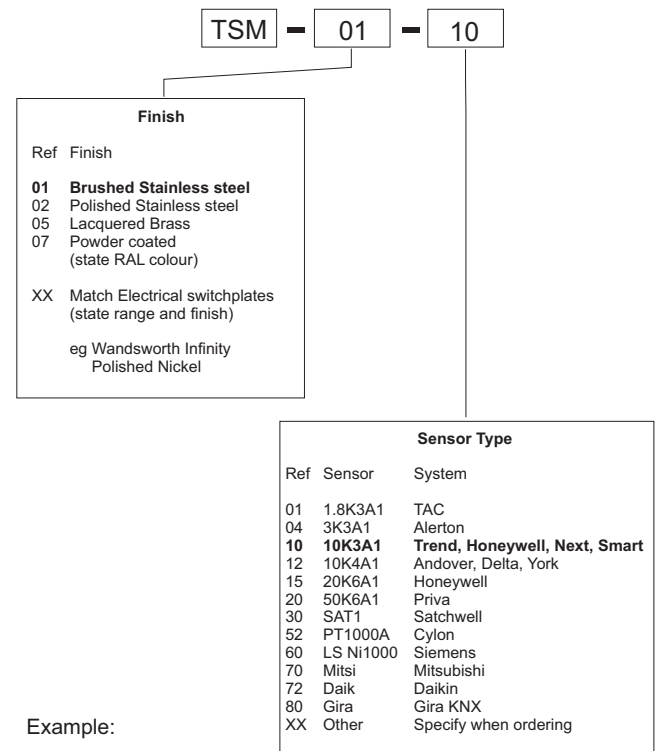 TSM - 01 - 10
Finish
Ref Finish
01 Brushed Stainless steel
02 Polished Stainless steel
05 Lacquered Brass
07 Powder coated
(state RAL colour)
XX Match Electrical switchplates
(state range and finish)
eg Wandsworth Infinity
Polished Nickel
Sensor Type
Ref Sensor System
01 1.8K3A1 TAC
04 3K3A1 Alerton
10 10K3A1 Trend, Honeywell, Next, Smart
12 10K4A1 Andover, Delta, York
15 20K6A1 Honeywell
20 50K6A1 Priva
30 SAT1 Satchwell
52 PT1000A Cylon
60 LS Ni1000 Siemens
70 Mitsi Mitsubishi
72 Daik Daikin
80 Gira Gira KNX
XX Other Specify when ordering
Example: